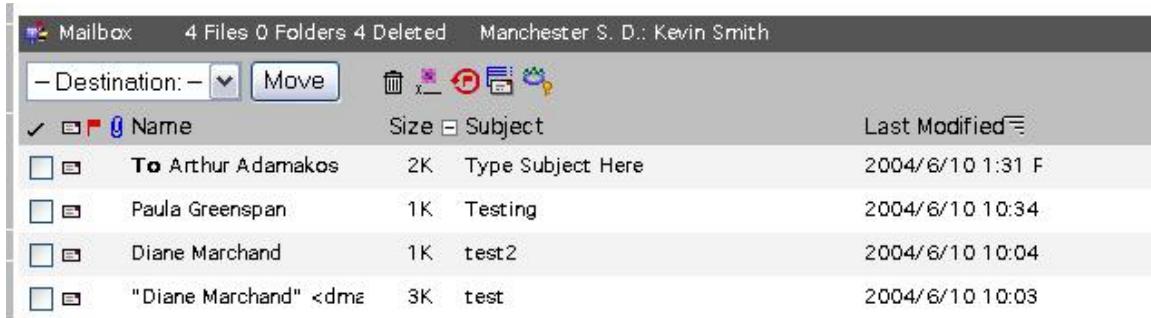 Mailbox 4 Files 0 Folders 4 Deleted Manchester S. D.: Kevin Smith
– Destination: – Move
Name Size Subject Last Modified
To Arthur Adamakos 2K Type Subject Here 2004/6/10 1:31 P
Paula Greenspan 1K Testing 2004/6/10 10:34
Diane Marchand 1K test2 2004/6/10 10:04
"Diane Marchand" <dma 3K test 2004/6/10 10:03